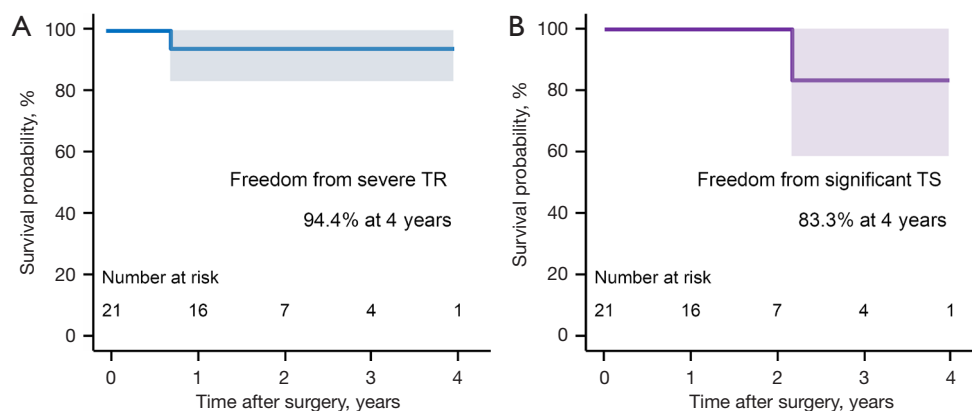 A
Survival probability, %
100
80
60
40
20
0
Freedom from severe TR
94.4% at 4 years
Number at risk
21 16 7 4 1
0 1 2 3 4
Time after surgery, years
B
Survival probability, %
100
80
60
40
20
0
Freedom from significant TS
83.3% at 4 years
Number at risk
21 16 7 4 1
0 1 2 3 4
Time after surgery, years